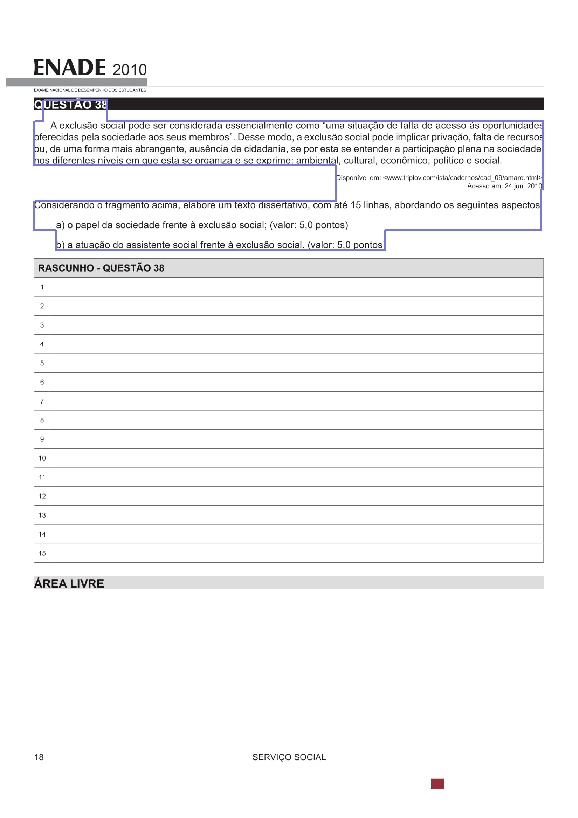 ENADE 2010
EXAME NACIONAL DE DESEMPENHO DOS ESTUDANTES
QUESTÃO 38
A exclusão social pode ser considerada essencialmente como “uma situação de falta de acesso às oportunidades
oferecidas pela sociedade aos seus membros”. Desse modo, a exclusão social pode implicar privação, falta de recursos
ou, de uma forma mais abrangente, ausência de cidadania, se por esta se entender a participação plena na sociedade,
nos diferentes níveis em que esta se organiza e se exprime: ambiental, cultural, econômico, político e social.
Disponível em: <www.triplov.com/ista/cadernos/cad_09/amaro.html>
Acesso em: 24 jun. 2010
Considerando o fragmento acima, elabore um texto dissertativo, com até 15 linhas, abordando os seguintes aspectos:
a) o papel da sociedade frente à exclusão social; (valor: 5,0 pontos)
b) a atuação do assistente social frente à exclusão social. (valor: 5,0 pontos)
RASCUNHO - QUESTÃO 38
1
2
3
4
5
6
7
8
9
10
11
12
13
14
15
ÁREA LIVRE
18
SERVIÇO SOCIAL